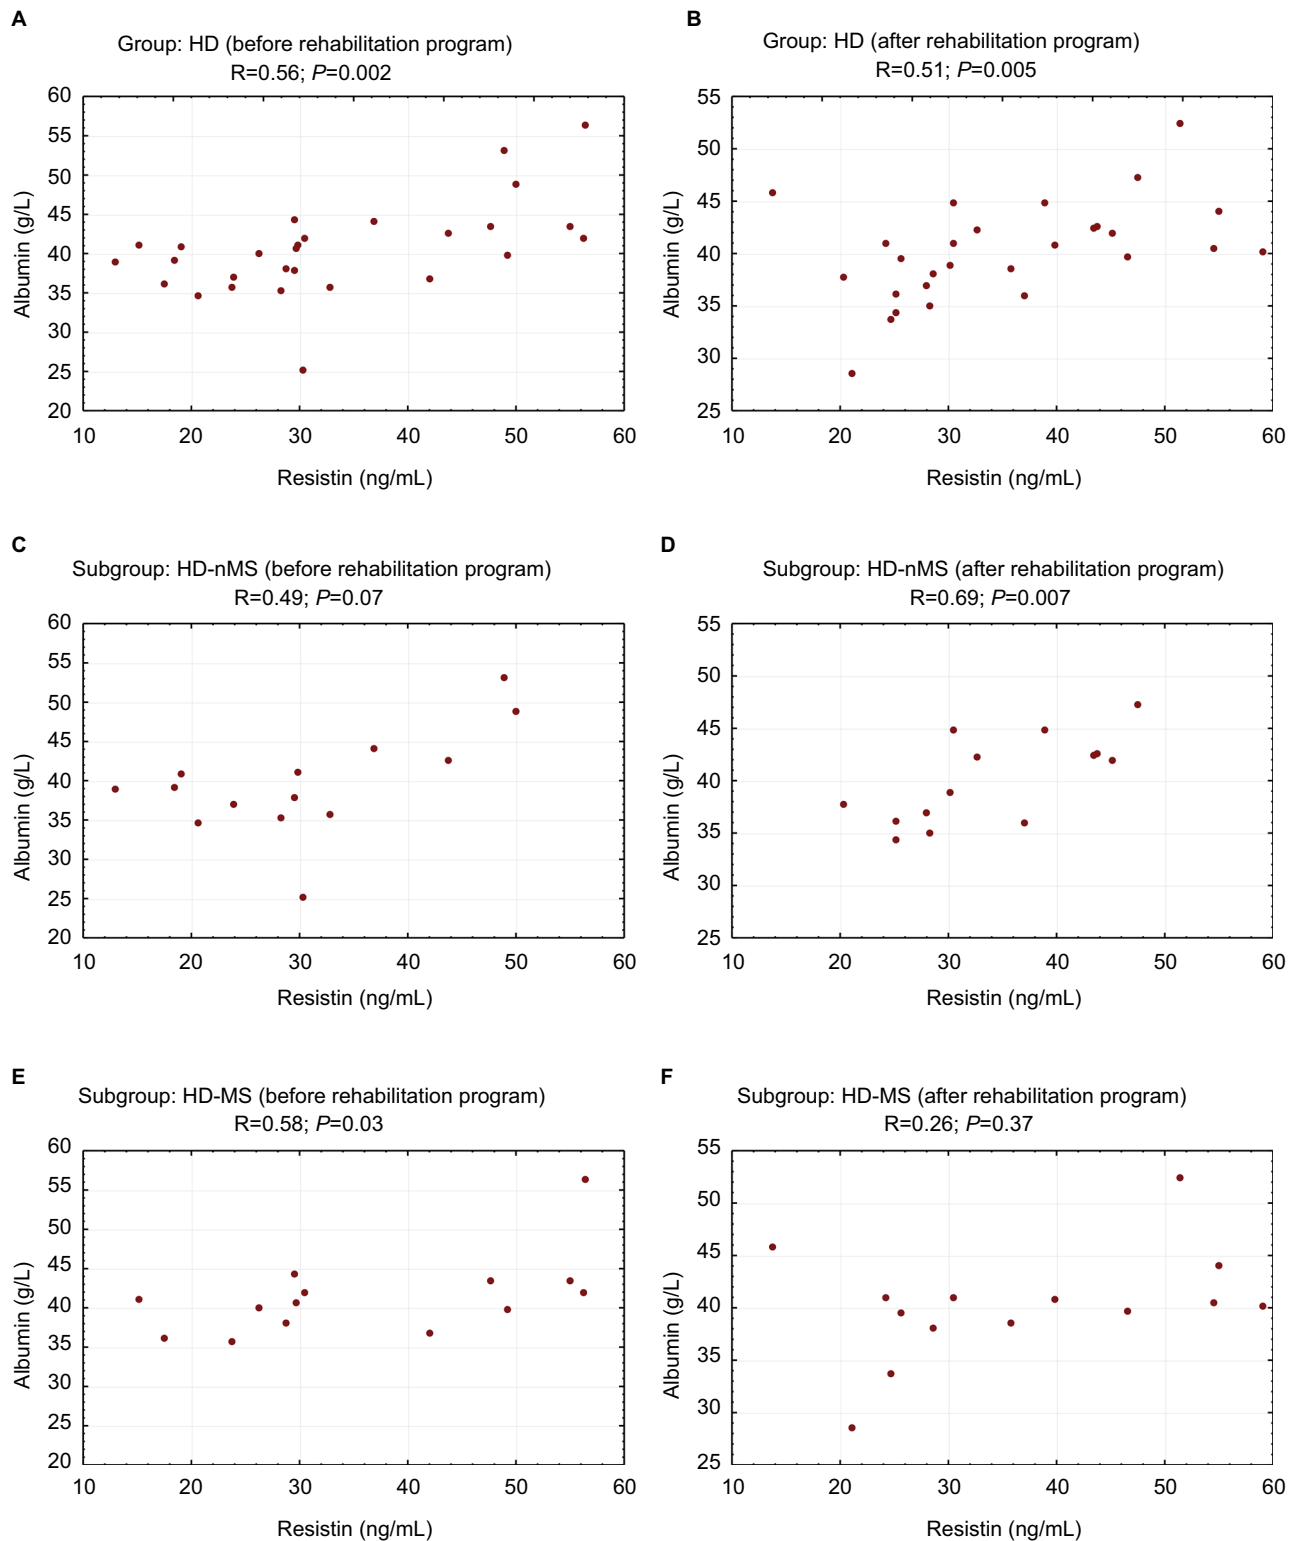 A
Group: HD (before rehabilitation program)
R=0.56; P=0.002
60
55
50
45
40
35
30
25
20
Albumin (g/L)
10 20 30 40 50 60
Resistin (ng/mL)
B
Group: HD (after rehabilitation program)
R=0.51; P=0.005
55
50
45
40
35
30
25
Albumin (g/L)
10 20 30 40 50 60
Resistin (ng/mL)
C
Subgroup: HD-nMS (before rehabilitation program)
R=0.49; P=0.07
60
55
50
45
40
35
30
25
20
Albumin (g/L)
10 20 30 40 50 60
Resistin (ng/mL)
D
Subgroup: HD-nMS (after rehabilitation program)
R=0.69; P=0.007
55
50
45
40
35
30
25
Albumin (g/L)
10 20 30 40 50 60
Resistin (ng/mL)
E
Subgroup: HD-MS (before rehabilitation program)
R=0.58; P=0.03
60
55
50
45
40
35
30
25
20
Albumin (g/L)
10 20 30 40 50 60
Resistin (ng/mL)
F
Subgroup: HD-MS (after rehabilitation program)
R=0.26; P=0.37
55
50
45
40
35
30
25
Albumin (g/L)
10 20 30 40 50 60
Resistin (ng/mL)